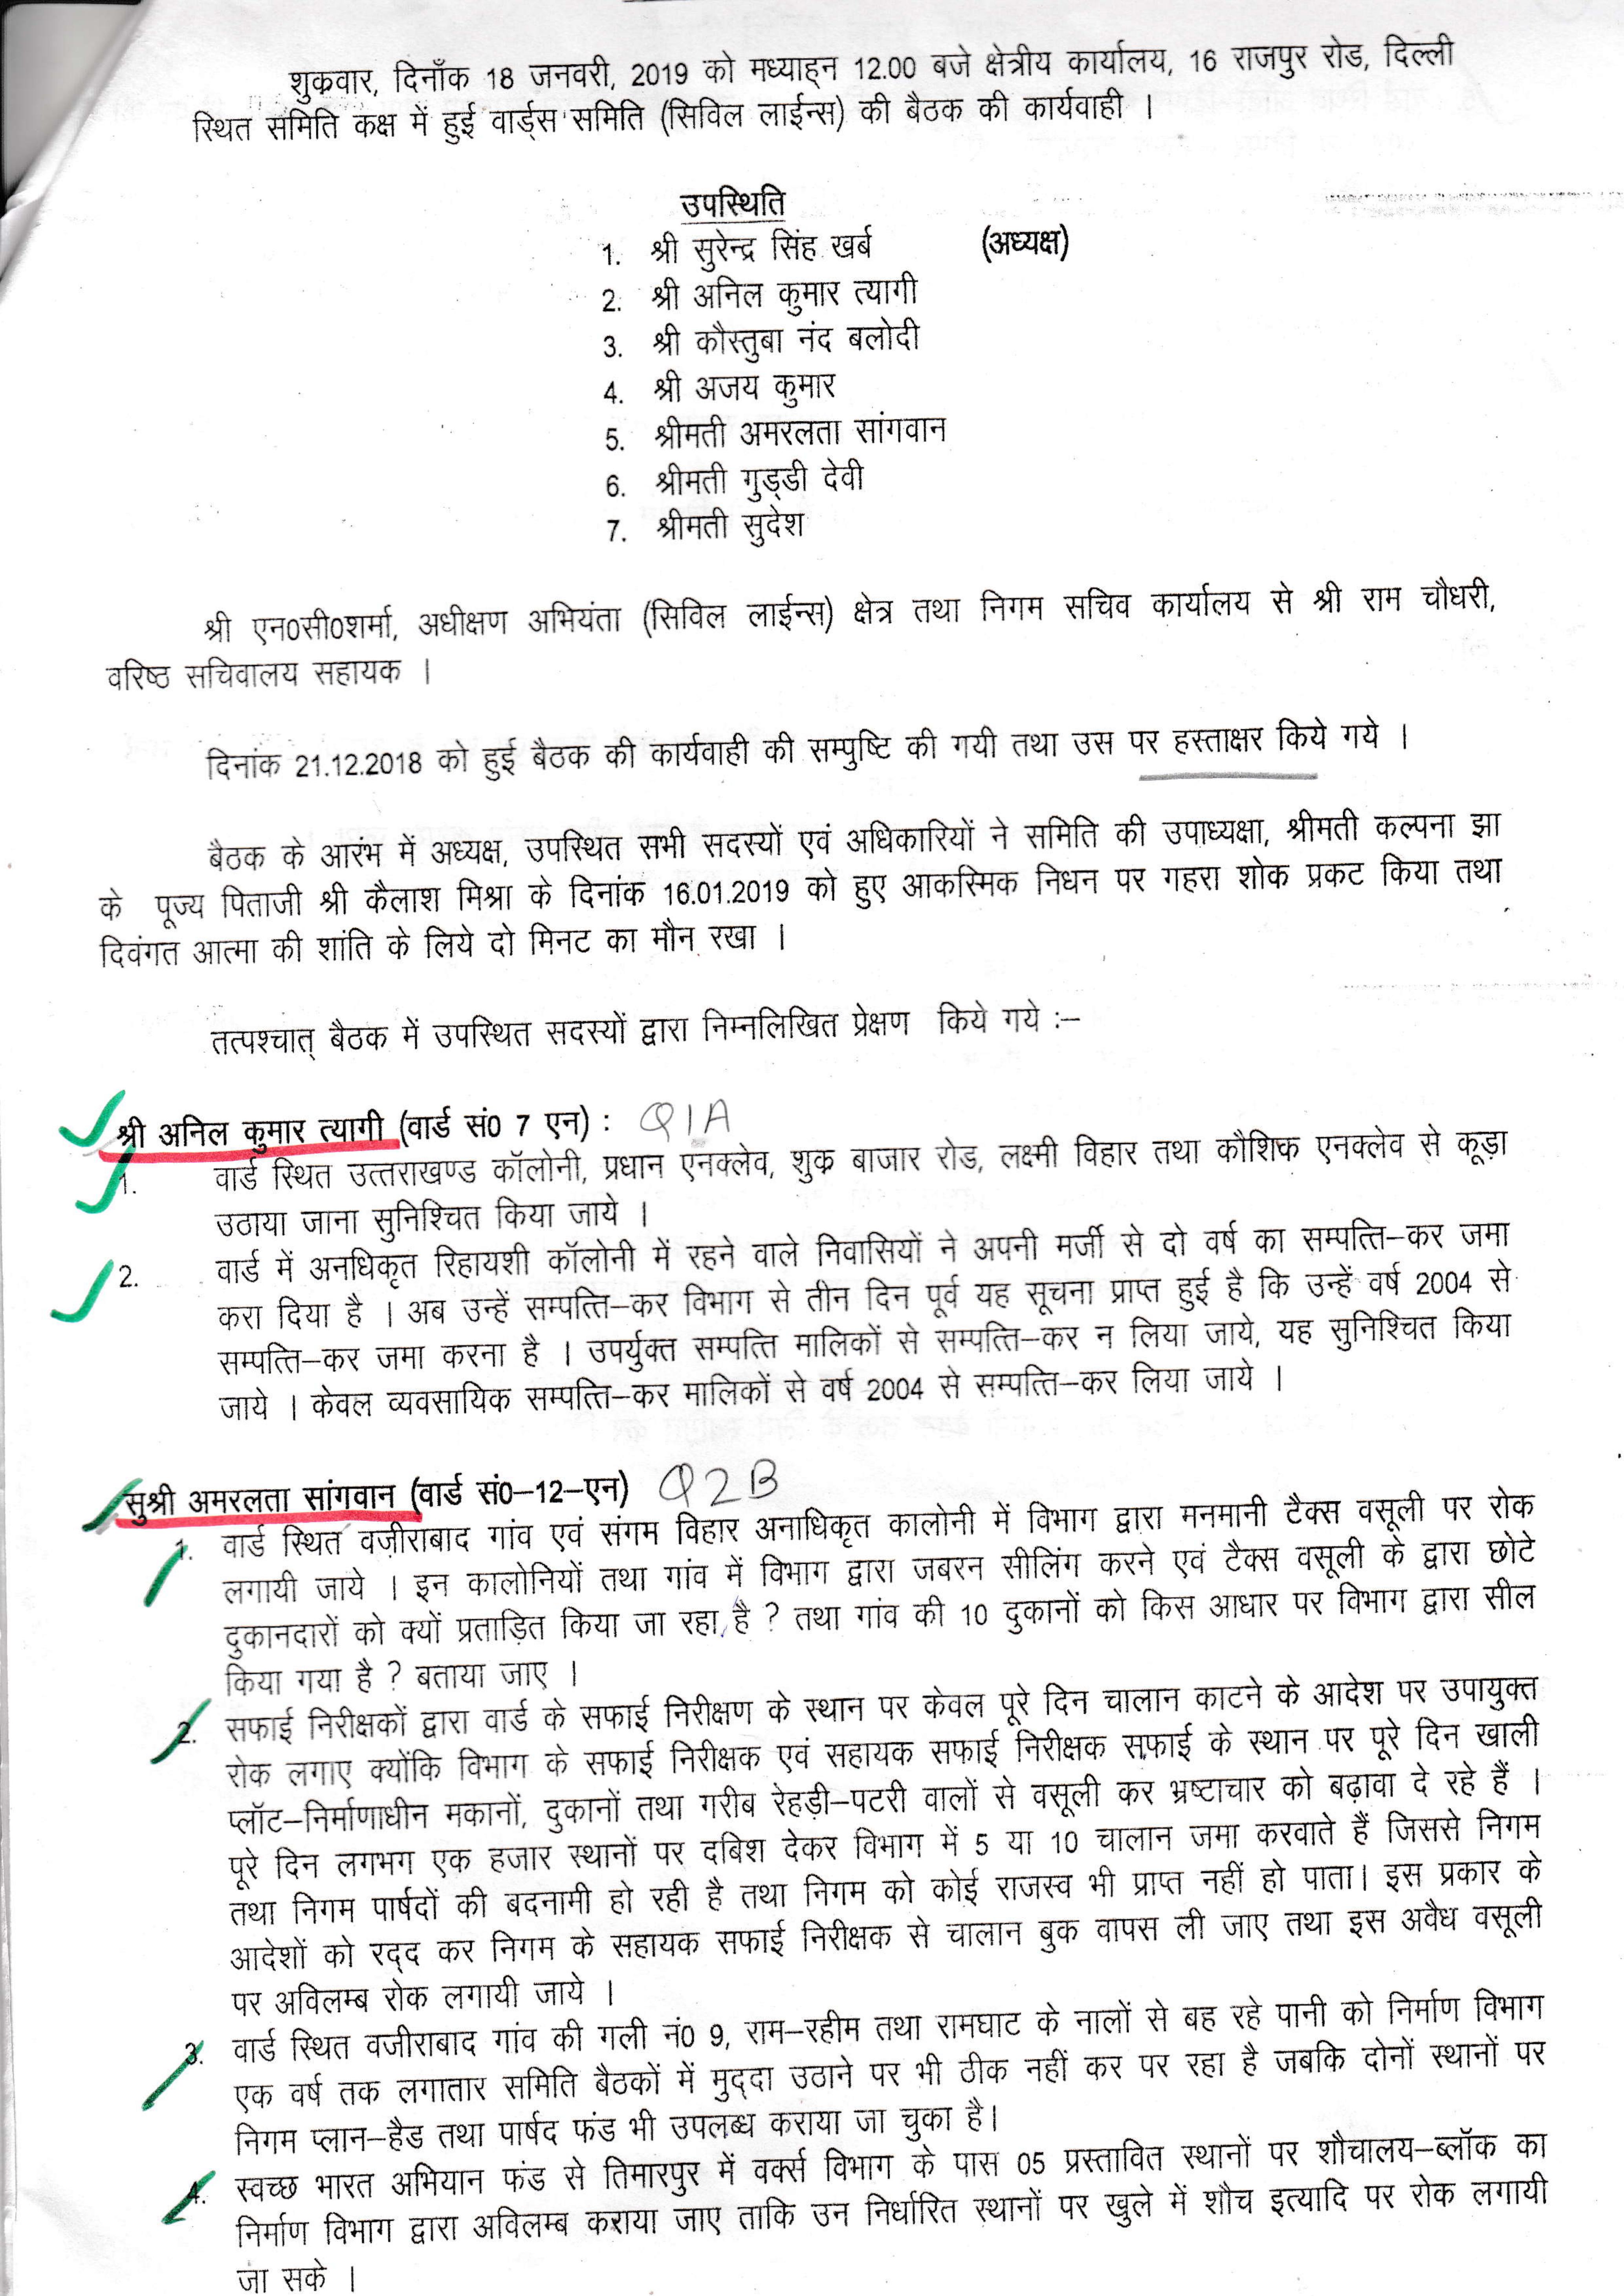 शुक्रवार, दिनाँक 18 जनवरी, 2019 को मध्याह्न 12.00 बजे क्षेत्रीय कार्यालय, 16 राजपुर रोड, दिल्ली
स्थित समिति कक्ष में हुई वार्ड्स समिति (सिविल लाईन्स) की बैठक की कार्यवाही ।
उपस्थिति
1. श्री सुरेन्द्र सिंह खर्ब (अध्यक्ष)
2. श्री अनिल कुमार त्यागी
3. श्री कौस्तुबा नंद बलोदी
4. श्री अजय कुमार
5. श्रीमती अमरलता सांगवान
6. श्रीमती गुड्डी देवी
7. श्रीमती सुदेश
श्री एन0सी0शर्मा, अधीक्षण अभियंता (सिविल लाईन्स) क्षेत्र तथा निगम सचिव कार्यालय से श्री राम चौधरी,
वरिष्ठ सचिवालय सहायक ।
दिनांक 21.12.2018 को हुई बैठक की कार्यवाही की सम्पुष्टि की गयी तथा उस पर हस्ताक्षर किये गये ।
बैठक के आरंभ में अध्यक्ष, उपस्थित सभी सदस्यों एवं अधिकारियों ने समिति की उपाध्यक्षा, श्रीमती कल्पना झा
के पूज्य पिताजी श्री कैलाश मिश्रा के दिनांक 16.01.2019 को हुए आकस्मिक निधन पर गहरा शोक प्रकट किया तथा
दिवंगत आत्मा की शांति के लिये दो मिनट का मौन रखा ।
तत्पश्चात् बैठक में उपस्थित सदस्यों द्वारा निम्नलिखित प्रेक्षण किये गये :–
श्री अनिल कुमार त्यागी (वार्ड सं0 7 एन) : Q1A
1. वार्ड स्थित उत्तराखण्ड कॉलोनी, प्रधान एनक्लेव, शुक्र बाजार रोड, लक्ष्मी विहार तथा कौशिक एनक्लेव से कूड़ा
उठाया जाना सुनिश्चित किया जाये ।
2. वार्ड में अनधिकृत रिहायशी कॉलोनी में रहने वाले निवासियों ने अपनी मर्जी से दो वर्ष का सम्पत्ति–कर जमा
करा दिया है । अब उन्हें सम्पत्ति–कर विभाग से तीन दिन पूर्व यह सूचना प्राप्त हुई है कि उन्हें वर्ष 2004 से
सम्पत्ति–कर जमा करना है । उपर्युक्त सम्पत्ति मालिकों से सम्पत्ति–कर न लिया जाये, यह सुनिश्चित किया
जाये । केवल व्यवसायिक सम्पत्ति–कर मालिकों से वर्ष 2004 से सम्पत्ति–कर लिया जाये ।
सुश्री अमरलता सांगवान (वार्ड सं0–12–एन) Q2B
1. वार्ड स्थित वज़ीराबाद गांव एवं संगम विहार अनाधिकृत कालोनी में विभाग द्वारा मनमानी टैक्स वसूली पर रोक
लगायी जाये । इन कालोनियों तथा गांव में विभाग द्वारा जबरन सीलिंग करने एवं टैक्स वसूली के द्वारा छोटे
दुकानदारों को क्यों प्रताड़ित किया जा रहा है ? तथा गांव की 10 दुकानों को किस आधार पर विभाग द्वारा सील
किया गया है ? बताया जाए ।
2. सफाई निरीक्षकों द्वारा वार्ड के सफाई निरीक्षण के स्थान पर केवल पूरे दिन चालान काटने के आदेश पर उपायुक्त
रोक लगाए क्योंकि विभाग के सफाई निरीक्षक एवं सहायक सफाई निरीक्षक सफाई के स्थान पर पूरे दिन खाली
प्लॉट–निर्माणाधीन मकानों, दुकानों तथा गरीब रेहड़ी–पटरी वालों से वसूली कर भ्रष्टाचार को बढ़ावा दे रहे हैं ।
पूरे दिन लगभग एक हजार स्थानों पर दबिश देकर विभाग में 5 या 10 चालान जमा करवाते हैं जिससे निगम
तथा निगम पार्षदों की बदनामी हो रही है तथा निगम को कोई राजस्व भी प्राप्त नहीं हो पाता। इस प्रकार के
आदेशों को रद्द कर निगम के सहायक सफाई निरीक्षक से चालान बुक वापस ली जाए तथा इस अवैध वसूली
पर अविलम्ब रोक लगायी जाये ।
3. वार्ड स्थित वजीराबाद गांव की गली नं0 9, राम–रहीम तथा रामघाट के नालों से बह रहे पानी को निर्माण विभाग
एक वर्ष तक लगातार समिति बैठकों में मुद्दा उठाने पर भी ठीक नहीं कर पर रहा है जबकि दोनों स्थानों पर
निगम प्लान–हैड तथा पार्षद फंड भी उपलब्ध कराया जा चुका है।
4. स्वच्छ भारत अभियान फंड से तिमारपुर में वर्क्स विभाग के पास 05 प्रस्तावित स्थानों पर शौचालय–ब्लॉक का
निर्माण विभाग द्वारा अविलम्ब कराया जाए ताकि उन निर्धारित स्थानों पर खुले में शौच इत्यादि पर रोक लगायी
जा सके ।